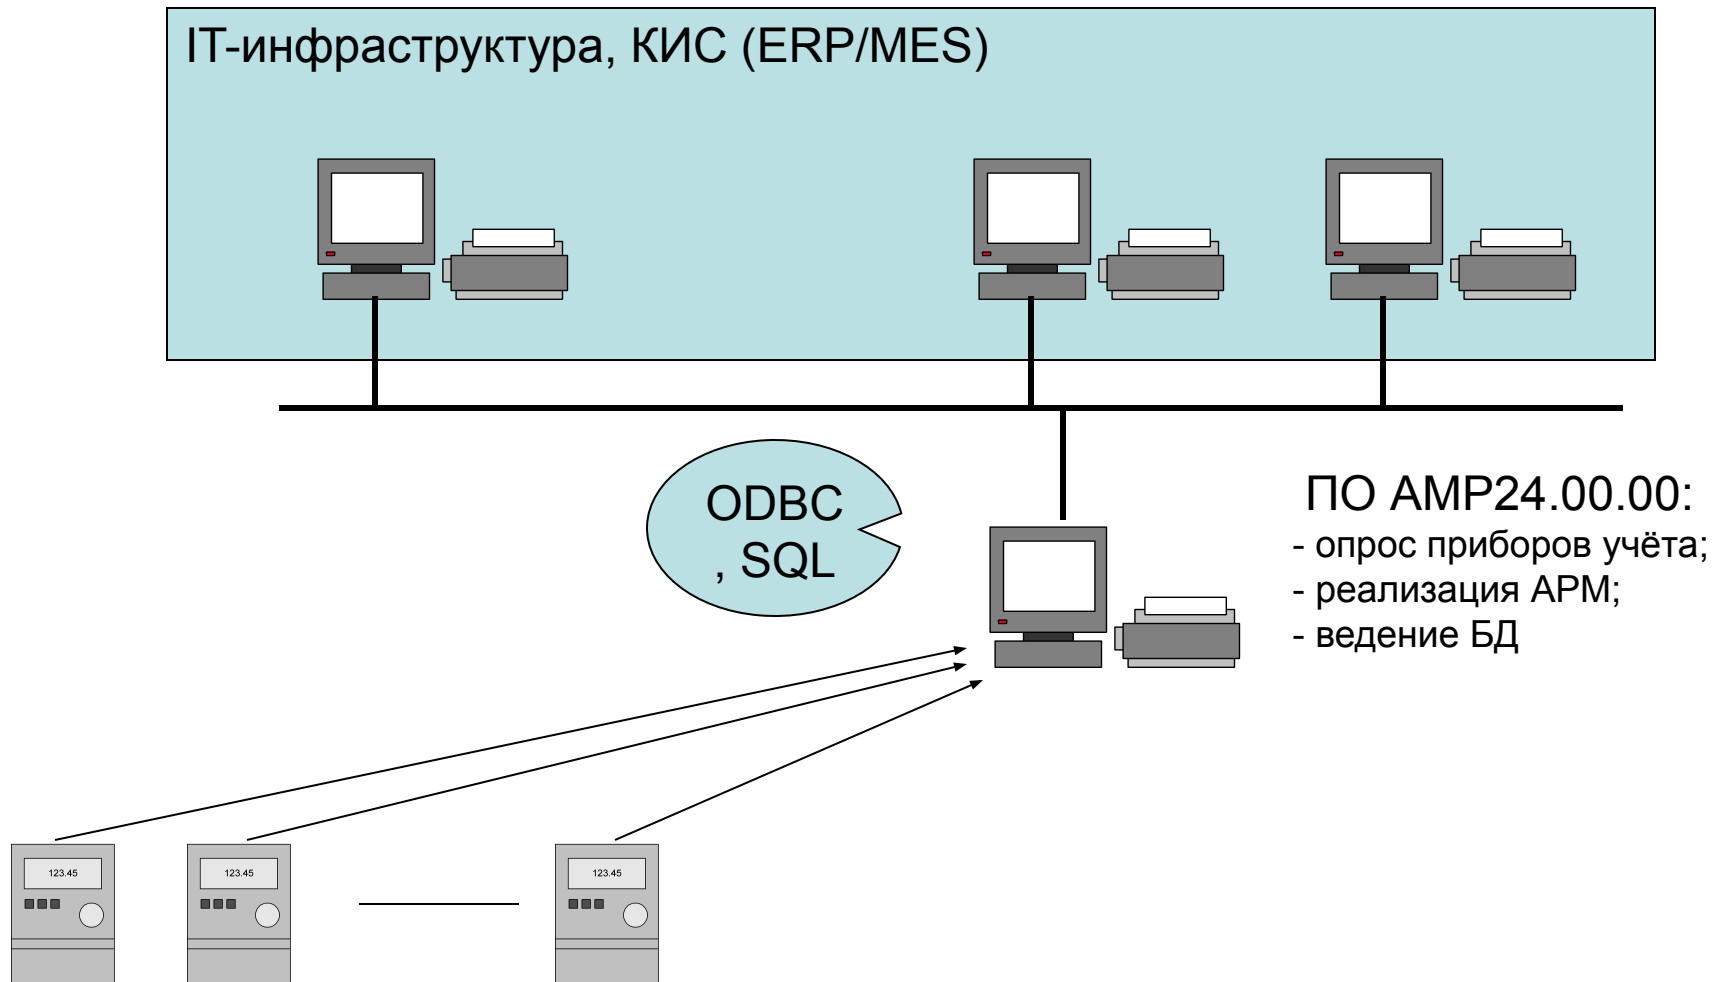 IT-инфраструктура, КИС (ERP/MES)
ODBC
, SQL
ПО АМР24.00.00:
- опрос приборов учёта;
- реализация АРМ;
- ведение БД
123.45
123.45
123.45